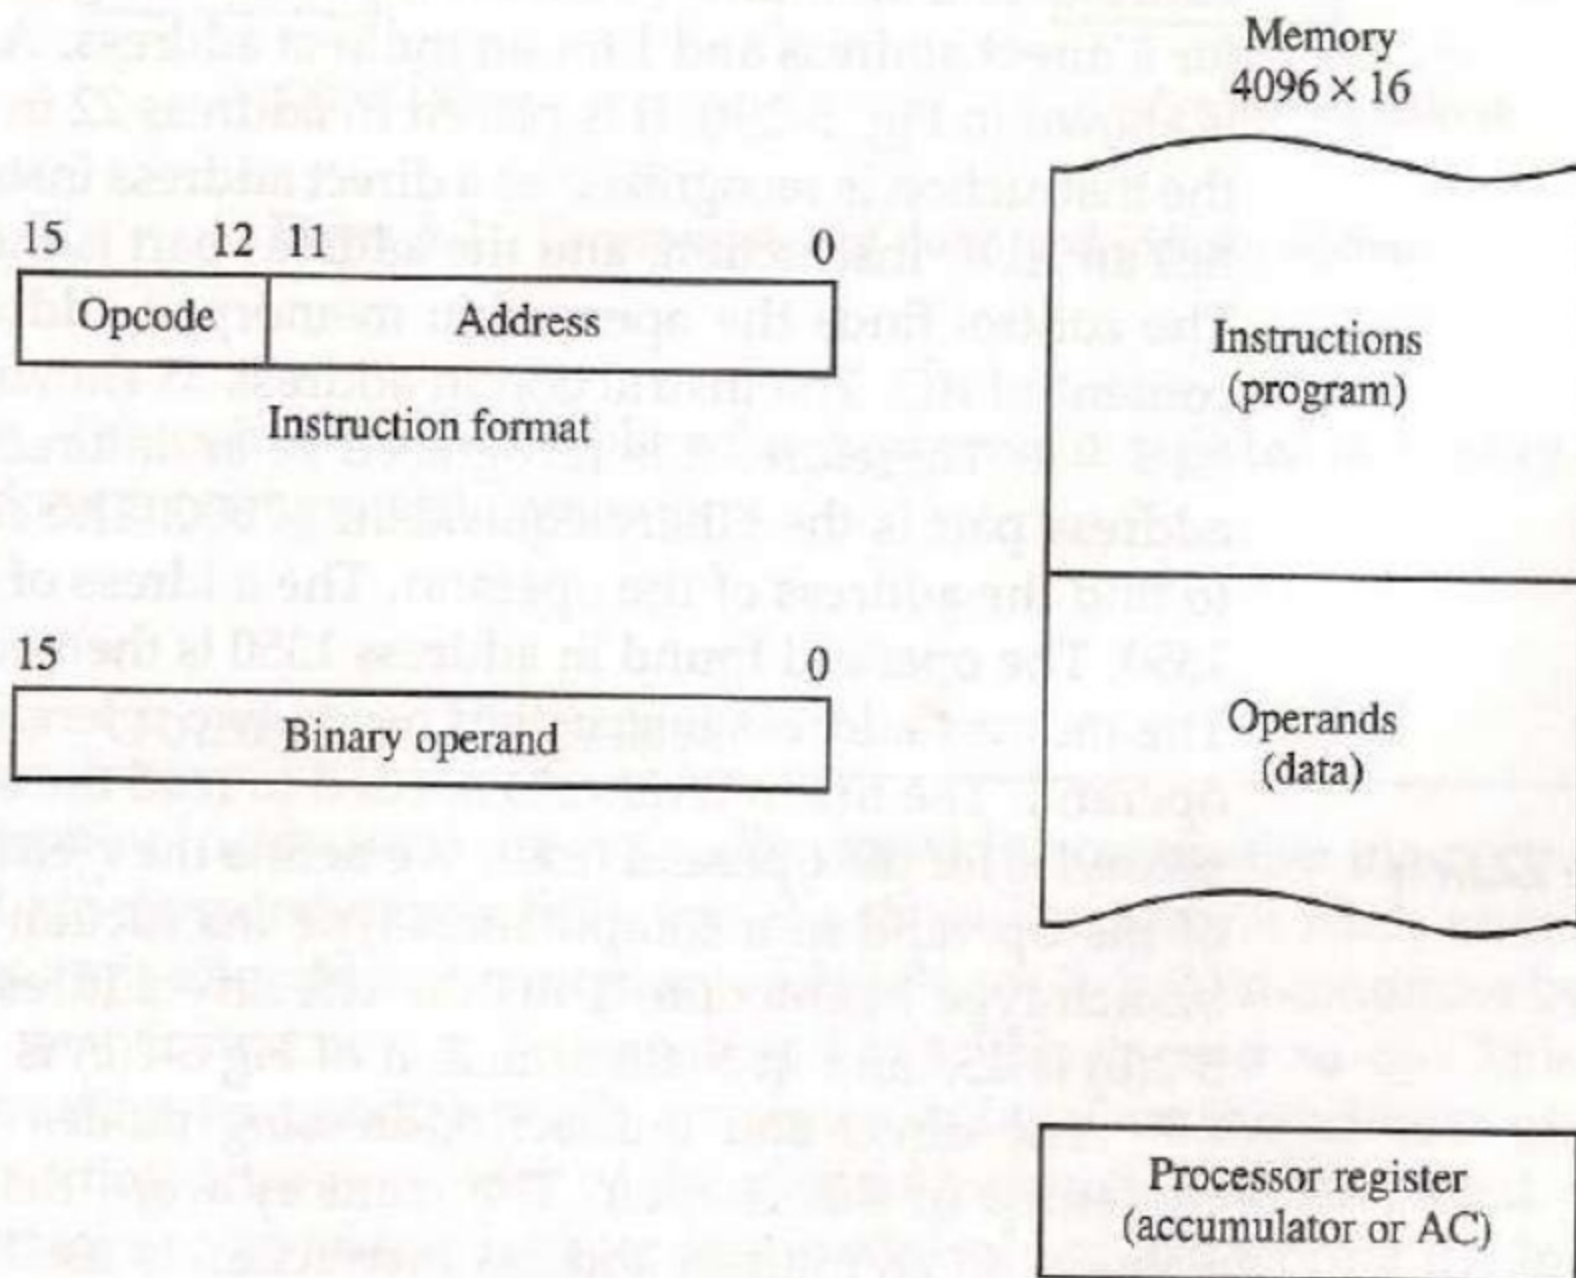 Memory
4096 × 16
15 12 11 0
Opcode Address
Instruction format
Instructions
(program)
15 0
Binary operand
Operands
(data)
Processor register
(accumulator or AC)